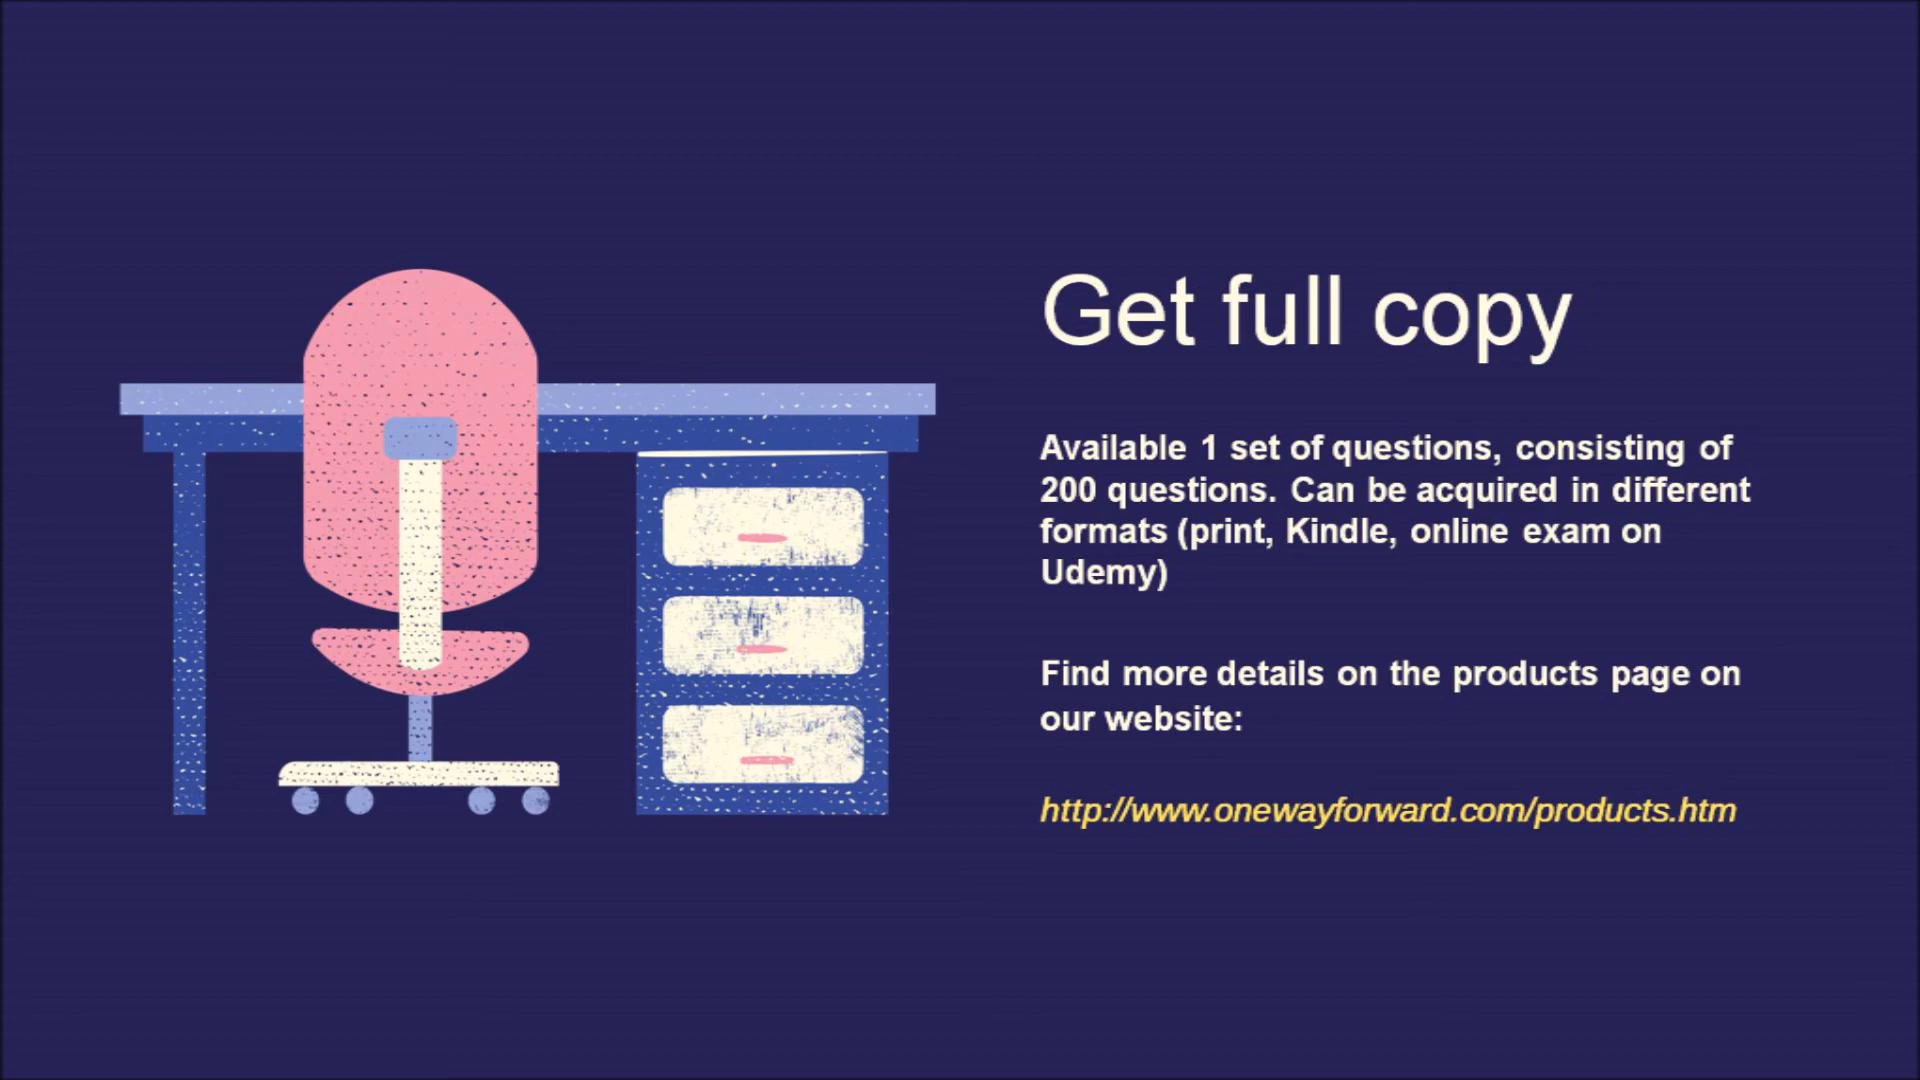 Get full copy
Available 1 set of questions, consisting of
200 questions. Can be acquired in different
formats (print, Kindle, online exam on
Udemy)
Find more details on the products page on
our website:
http://www.onewayforward.com/products.htm